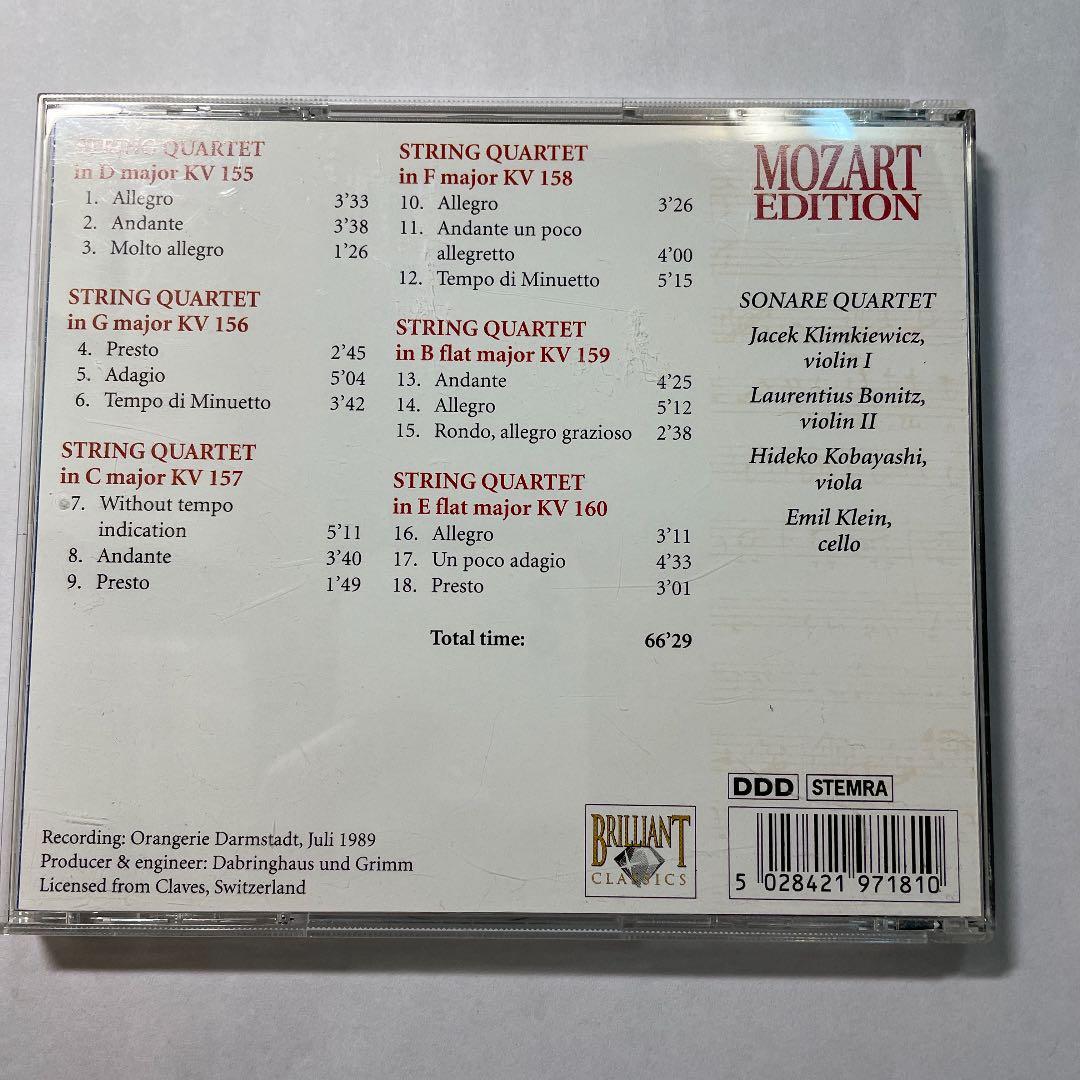 STRING QUARTET
in D major KV 155
1. Allegro 3’33
2. Andante 3’38
3. Molto allegro 1’26
STRING QUARTET
in G major KV 156
4. Presto 2’45
5. Adagio 5’04
6. Tempo di Minuetto 3’42
STRING QUARTET
in C major KV 157
7. Without tempo
indication 5’11
8. Andante 3’40
9. Presto 1’49
STRING QUARTET
in F major KV 158
10. Allegro 3’26
11. Andante un poco
allegretto 4’00
12. Tempo di Minuetto 5’15
STRING QUARTET
in B flat major KV 159
13. Andante 4’25
14. Allegro 5’12
15. Rondo, allegro grazioso 2’38
STRING QUARTET
in E flat major KV 160
16. Allegro 3’11
17. Un poco adagio 4’33
18. Presto 3’01
Total time: 66’29
MOZART
EDITION
SONARE QUARTET
Jacek Klimkiewicz,
violin I
Laurentius Bonitz,
violin II
Hideko Kobayashi,
viola
Emil Klein,
cello
Recording: Orangerie Darmstadt, Juli 1989
Producer & engineer: Dabringhaus und Grimm
Licensed from Claves, Switzerland
BRILLIANT
CLASSICS
DDD STEMRA
5 028421 971810